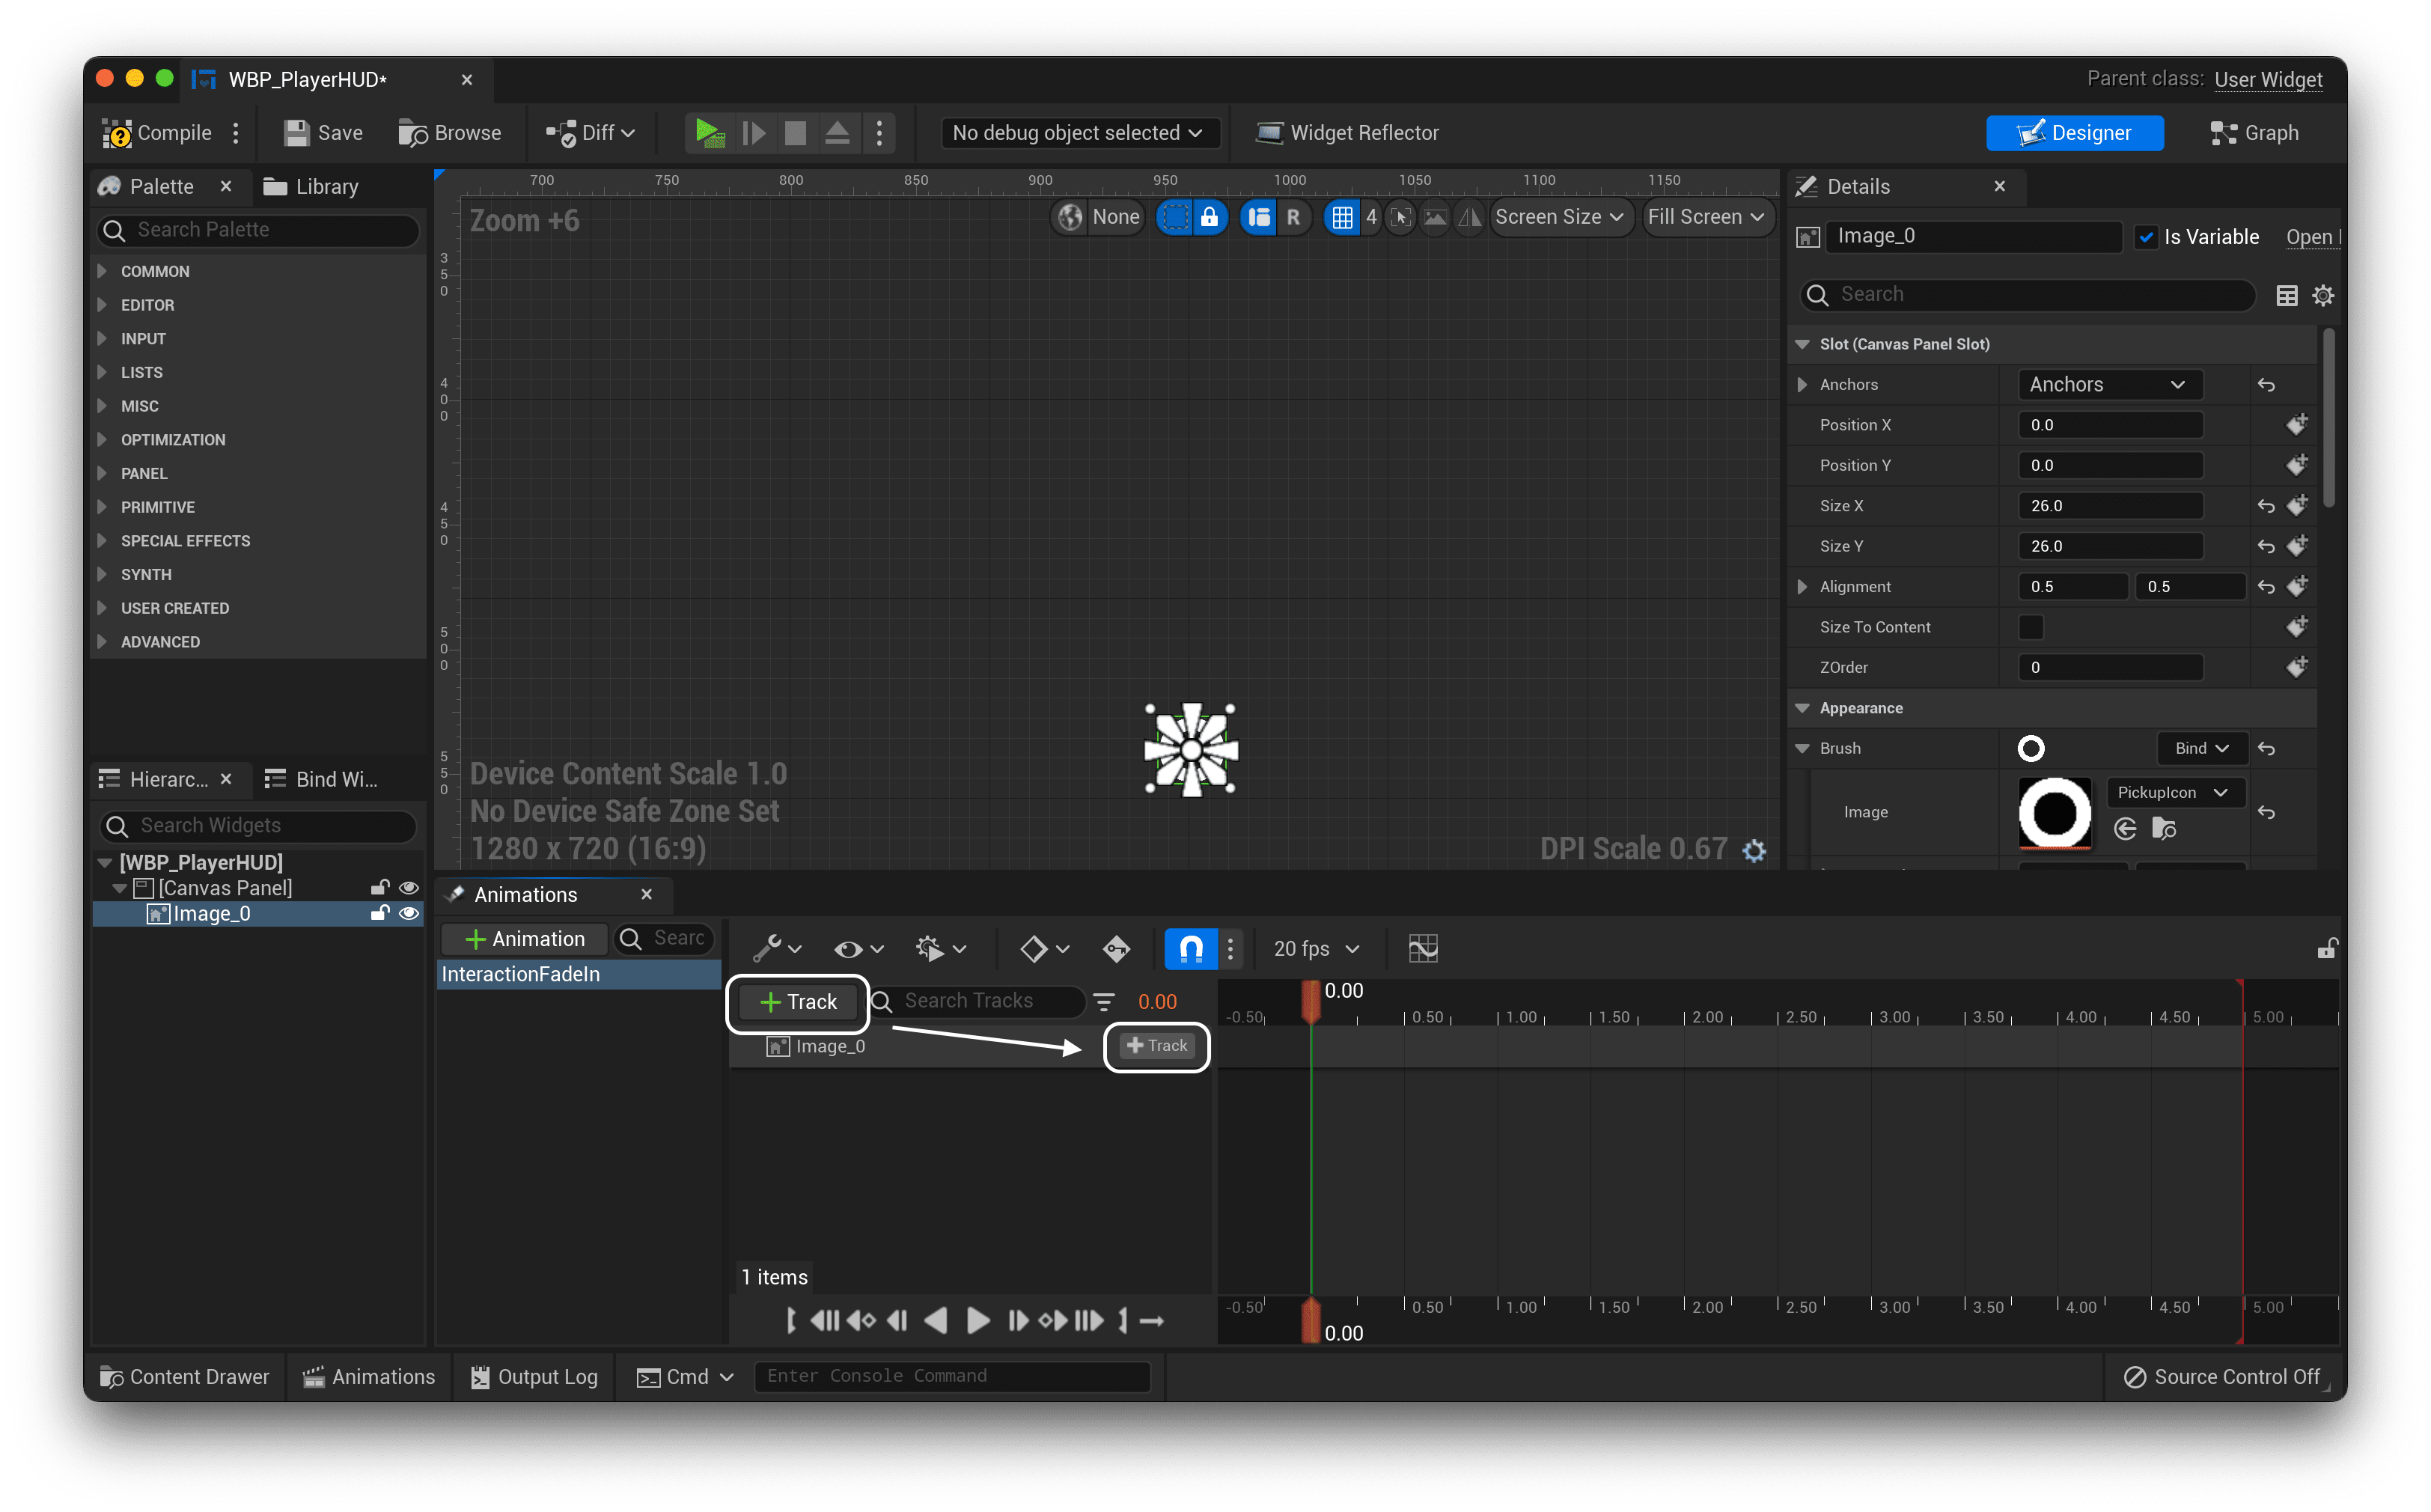 WBP_PlayerHUD*
Parent class: User Widget
Compile
Save
Browse
Diff
No debug object selected
Widget Reflector
Designer
Graph
Palette
Library
Search Palette
COMMON
EDITOR
INPUT
LISTS
MISC
OPTIMIZATION
PANEL
PRIMITIVE
SPECIAL EFFECTS
SYNTH
USER CREATED
ADVANCED
Hierarc...
Bind Wi...
Search Widgets
[WBP_PlayerHUD]
[Canvas Panel]
Image_0
700 750 800 850 900 950 1000 1050 1100 1150
350
400
450
500
550
Zoom +6
None
R
4
Screen Size
Fill Screen
Device Content Scale 1.0
No Device Safe Zone Set
1280 x 720 (16:9)
DPI Scale 0.67
Details
Image_0
Is Variable
Open
Search
Slot (Canvas Panel Slot)
Anchors
Anchors
Position X
0.0
Position Y
0.0
Size X
26.0
Size Y
26.0
Alignment
0.5
0.5
Size To Content
ZOrder
0
Appearance
Brush
Bind
Image
PickupIcon
Animations
Animation
Searc
InteractionFadeIn
20 fps
Track
Search Tracks
0.00
Image_0
Track
0.00
-0.50 0.50 1.00 1.50 2.00 2.50 3.00 3.50 4.00 4.50 5.00
1 items
-0.50 0.50 1.00 1.50 2.00 2.50 3.00 3.50 4.00 4.50 5.00
0.00
Content Drawer
Animations
Output Log
Cmd
Enter Console Command
Source Control Off